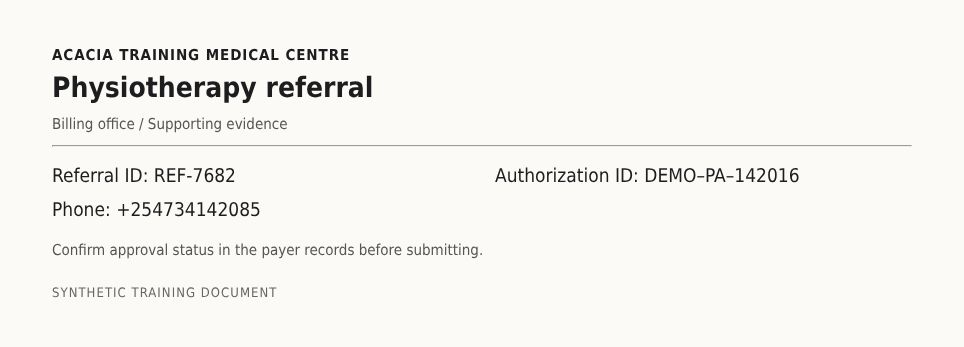 ACACIA TRAINING MEDICAL CENTRE
Physiotherapy referral
Billing office / Supporting evidence
Referral ID: REF-7682
Authorization ID: DEMO–PA–142016
Phone: +254734142085
Confirm approval status in the payer records before submitting.
SYNTHETIC TRAINING DOCUMENT